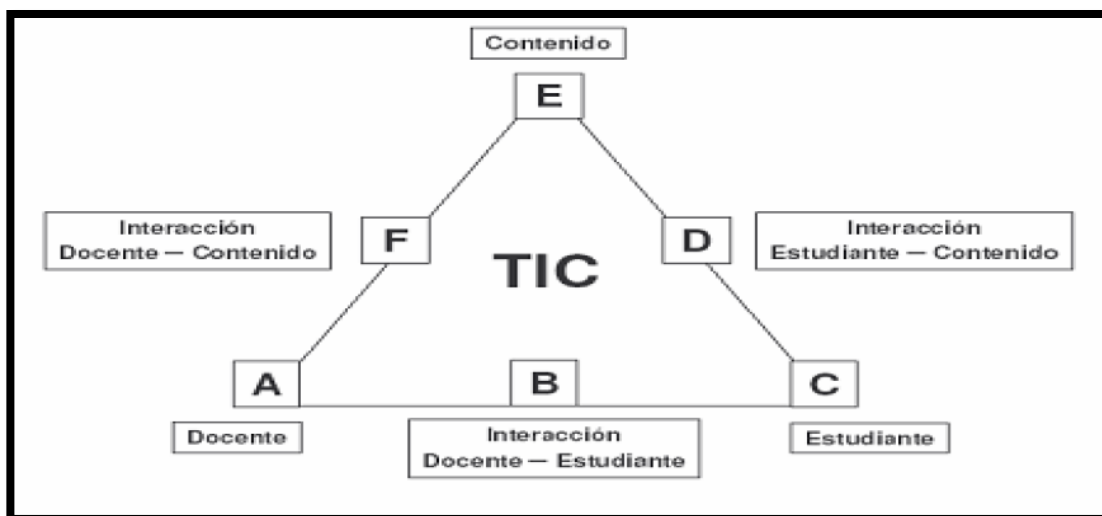 Contenido
E
Interacción
Docente — Contenido
F
D
Interacción
Estudiante — Contenido
TIC
A
B
C
Docente
Interacción
Docente — Estudiante
Estudiante